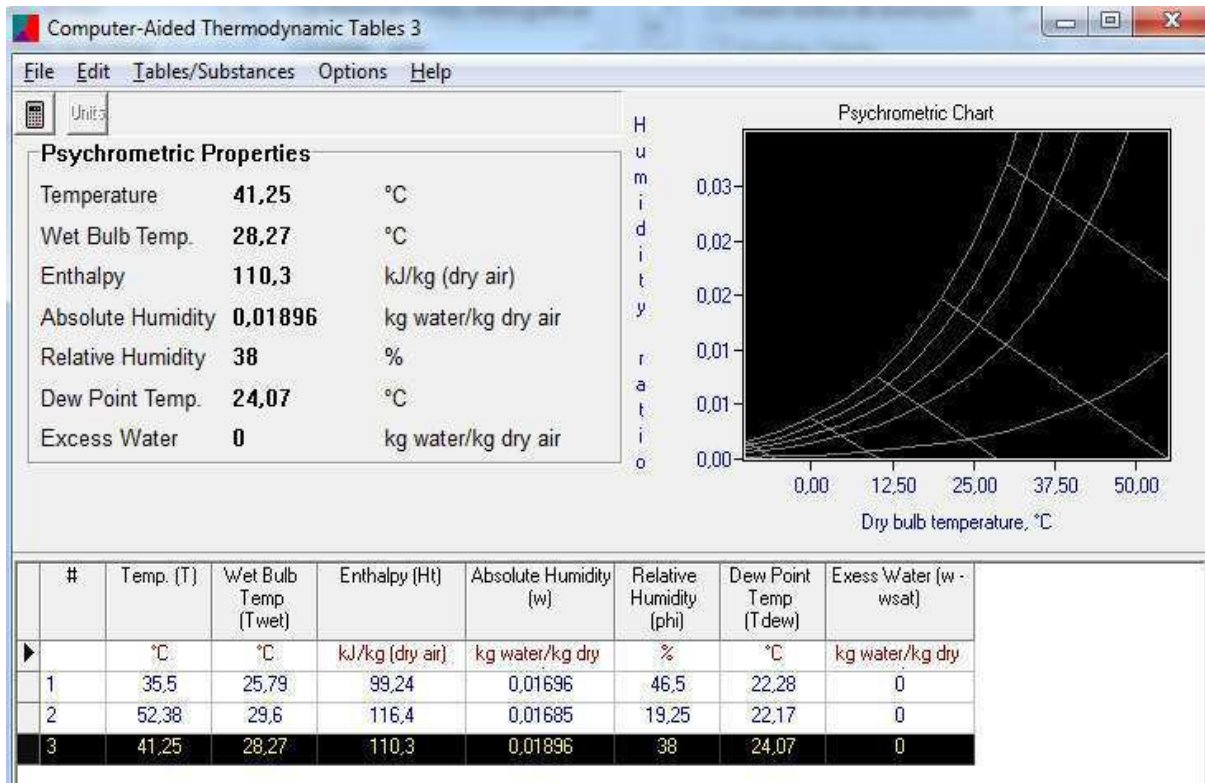 Computer-Aided Thermodynamic Tables 3
File Edit Tables/Substances Options Help
Units
Psychrometric Properties
Temperature 41,25 °C
Wet Bulb Temp. 28,27 °C
Enthalpy 110,3 kJ/kg (dry air)
Absolute Humidity 0,01896 kg water/kg dry air
Relative Humidity 38 %
Dew Point Temp. 24,07 °C
Excess Water 0 kg water/kg dry air
Psychrometric Chart
Humidity ratio
0,03
0,02
0,02
0,01
0,01
0,00
0,00 12,50 25,00 37,50 50,00
Dry bulb temperature, °C
# Temp. (T) Wet Bulb Temp (Twet) Enthalpy (Ht) Absolute Humidity (w) Relative Humidity (phi) Dew Point Temp (Tdew) Exess Water (w - wsat)
°C °C kJ/kg (dry air) kg water/kg dry % °C kg water/kg dry
1 35,5 25,79 99,24 0,01696 46,5 22,28 0
2 52,38 29,6 116,4 0,01685 19,25 22,17 0
3 41,25 28,27 110,3 0,01896 38 24,07 0